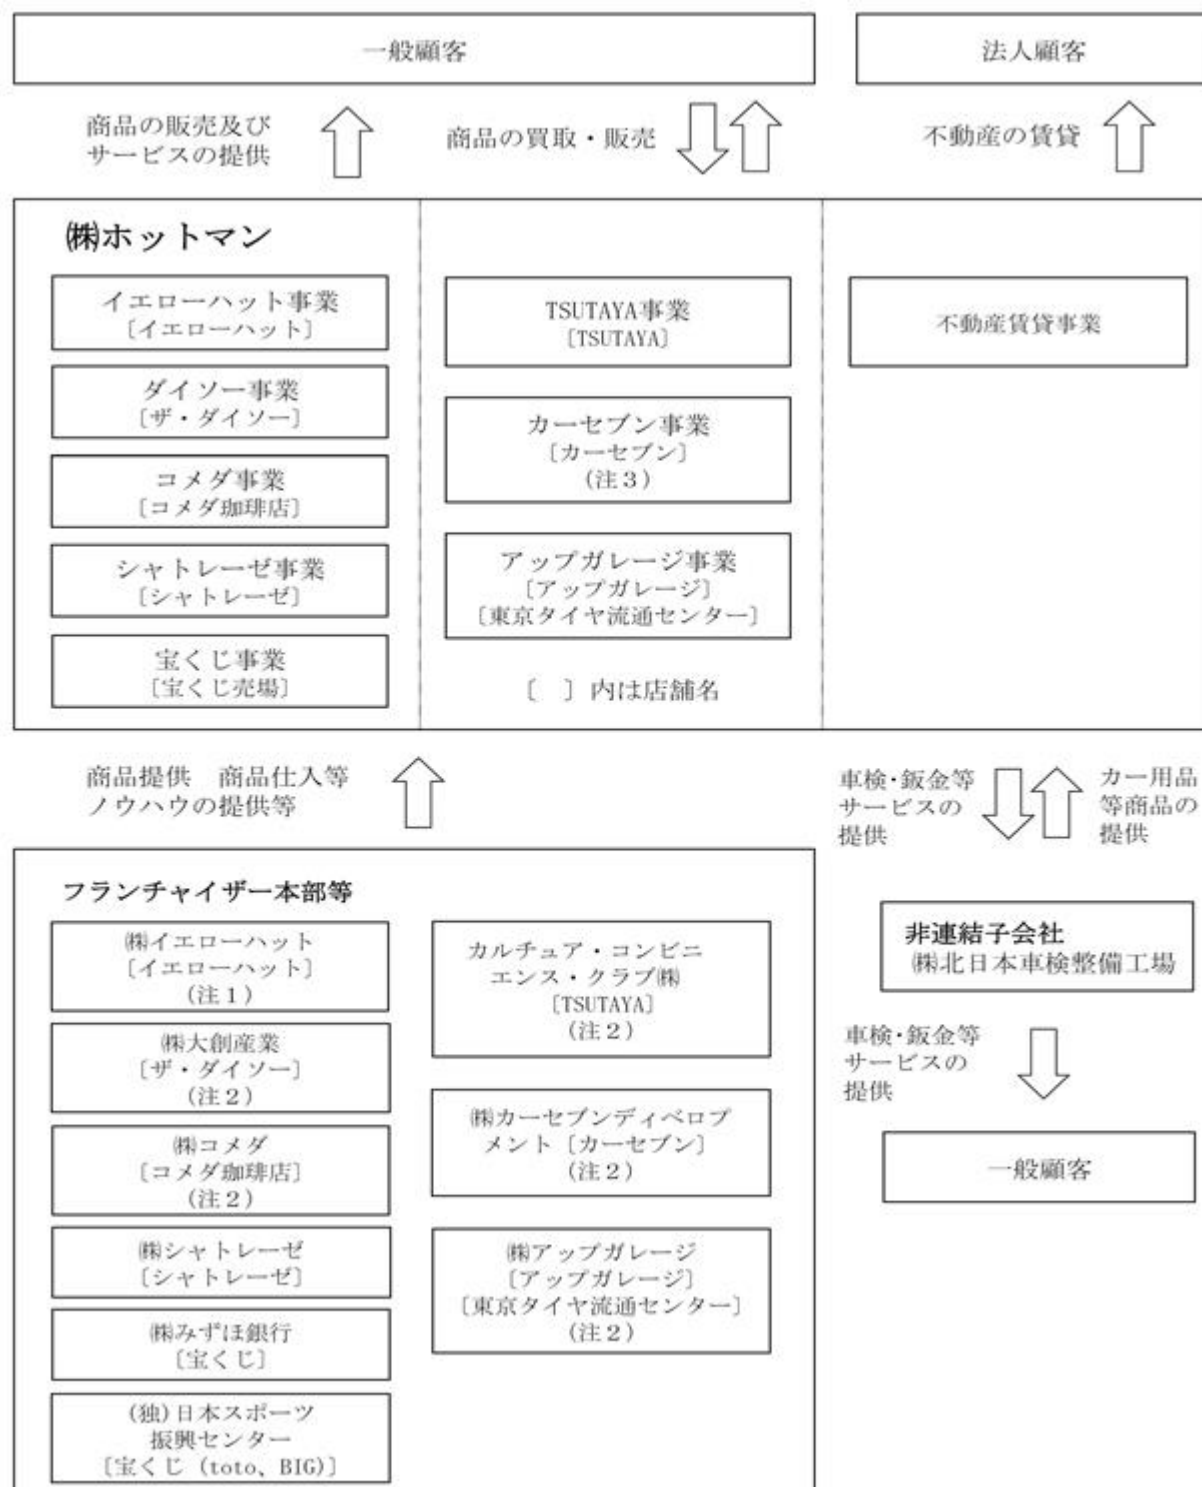 一般顧客
法人顧客
商品の販売及び
サービスの提供
商品の買取・販売
不動産の賃貸
㈱ホットマン
イエローハット事業
〔イエローハット〕
ダイソー事業
〔ザ・ダイソー〕
コメダ事業
〔コメダ珈琲店〕
シャトレーゼ事業
〔シャトレーゼ〕
宝くじ事業
〔宝くじ売場〕
TSUTAYA事業
〔TSUTAYA〕
カーセブン事業
〔カーセブン〕
(注3)
アップガレージ事業
〔アップガレージ〕
〔東京タイヤ流通センター〕
〔　〕内は店舗名
不動産賃貸事業
商品提供　商品仕入等
ノウハウの提供等
車検・鈑金等
サービスの
提供
カー用品
等商品の
提供
フランチャイザー本部等
㈱イエローハット
〔イエローハット〕
(注1)
㈱大創産業
〔ザ・ダイソー〕
(注2)
㈱コメダ
〔コメダ珈琲店〕
(注2)
㈱シャトレーゼ
〔シャトレーゼ〕
㈱みずほ銀行
〔宝くじ〕
(独)日本スポーツ
振興センター
〔宝くじ (toto、BIG)〕
カルチュア・コンビニ
エンス・クラブ㈱
〔TSUTAYA〕
(注2)
㈱カーセブンディベロプ
メント〔カーセブン〕
(注2)
㈱アップガレージ
〔アップガレージ〕
〔東京タイヤ流通センター〕
(注2)
非連結子会社
㈱北日本車検整備工場
車検・鈑金等
サービスの
提供
一般顧客